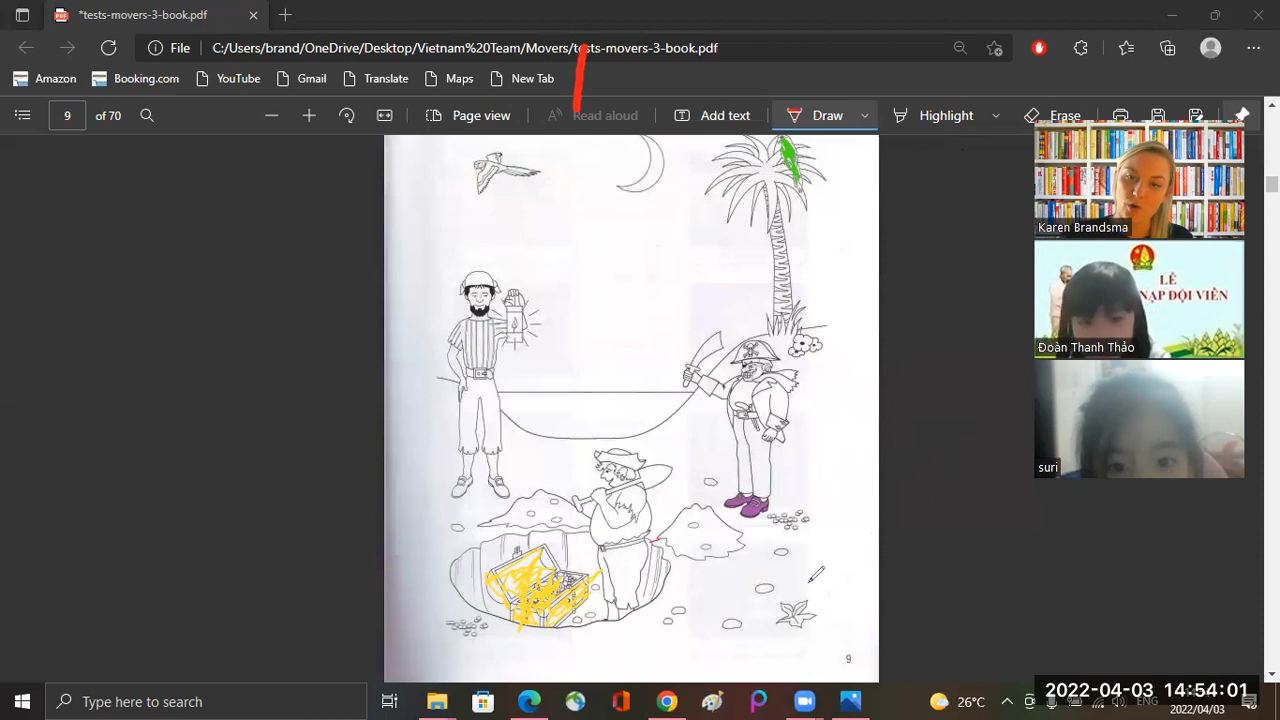 *tests-movers-3-book.pdf
File C:/Users/brand/OneDrive/Desktop/Vietnam%20Team/Movers/tests-movers-3-book.pdf
Amazon Booking.com YouTube Gmail Translate Maps New Tab
9 of 70 Page view Read aloud Add text Draw Highlight Erase
Karen Brandsma
LỄ
NẠP ĐỘI VIÊN
Đoàn Thanh Thảo
suri
9
Type here to search
26°C
ENG
2022-04-03 14:54:01
2022/04/03